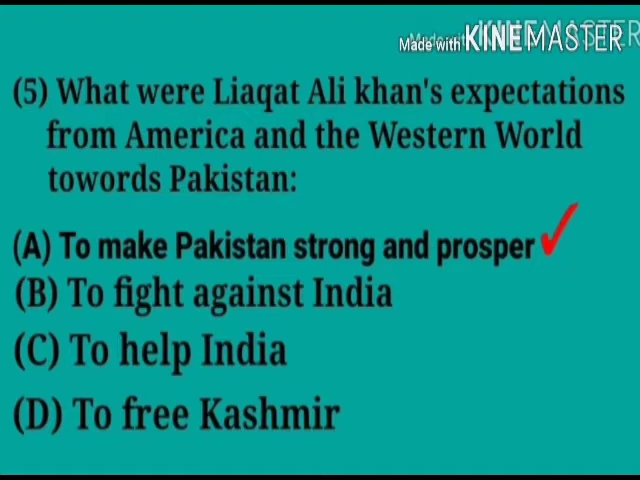 Made with KINEMASTER
(5) What were Liaqat Ali khan's expectations
from America and the Western World
towords Pakistan:
(A) To make Pakistan strong and prosper
(B) To fight against India
(C) To help India
(D) To free Kashmir